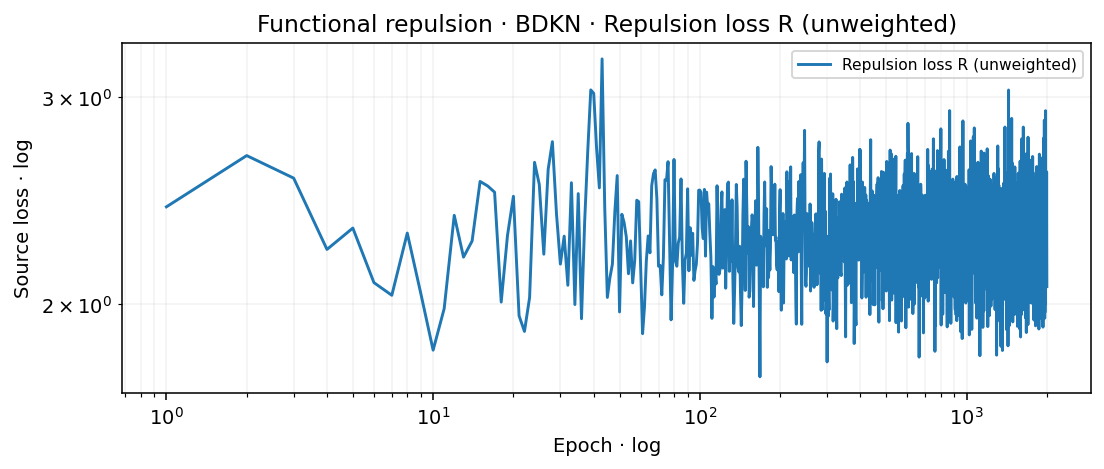 Functional repulsion · BDKN · Repulsion loss R (unweighted)
Repulsion loss R (unweighted)
Source loss · log
3 × 10⁰
2 × 10⁰
10⁰ 10¹ 10² 10³
Epoch · log